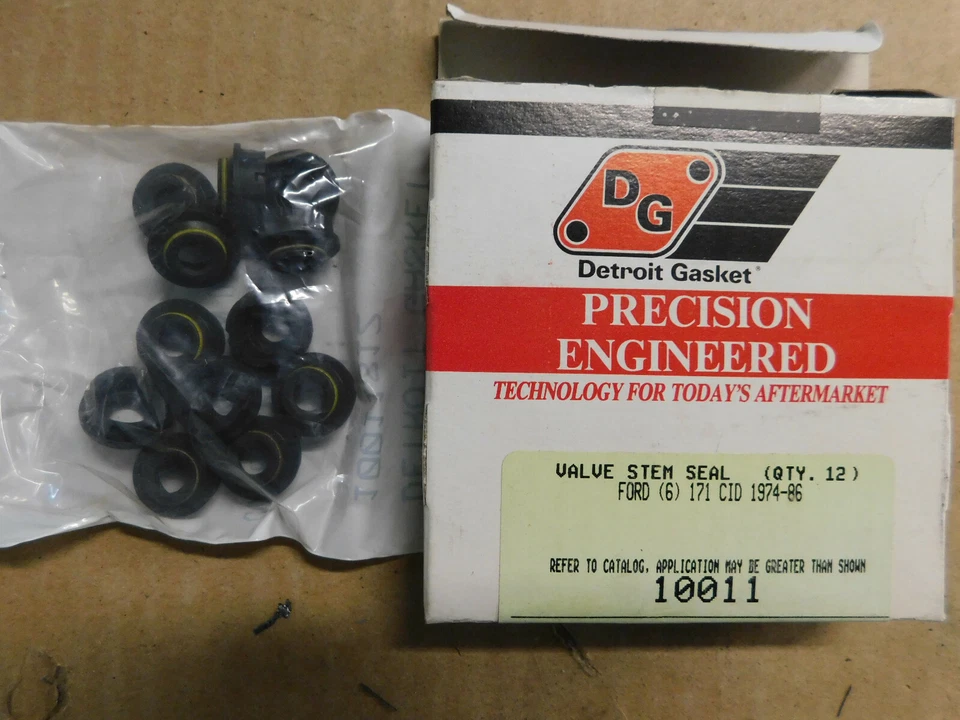 DG
Detroit Gasket
PRECISION
ENGINEERED
TECHNOLOGY FOR TODAY'S AFTERMARKET
VALVE STEM SEAL (QTY. 12)
FORD (6) 171 CID 1974-86
REFER TO CATALOG, APPLICATION MAY BE GREATER THAN SHOWN
10011